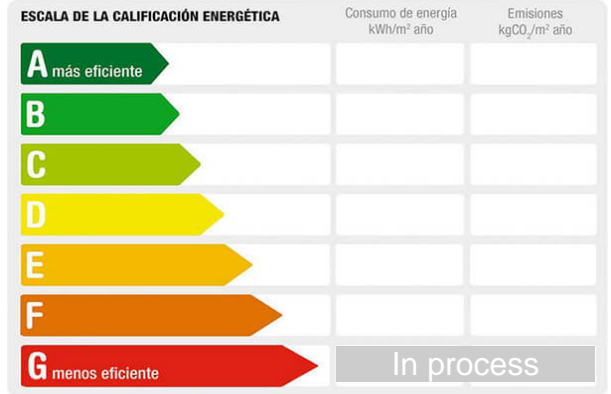 ESCALA DE LA CALIFICACIÓN ENERGÉTICA
Consumo de energía
kWh/m² año
Emisiones
kgCO₂/m² año
A más eficiente
B
C
D
E
F
G menos eficiente
In process